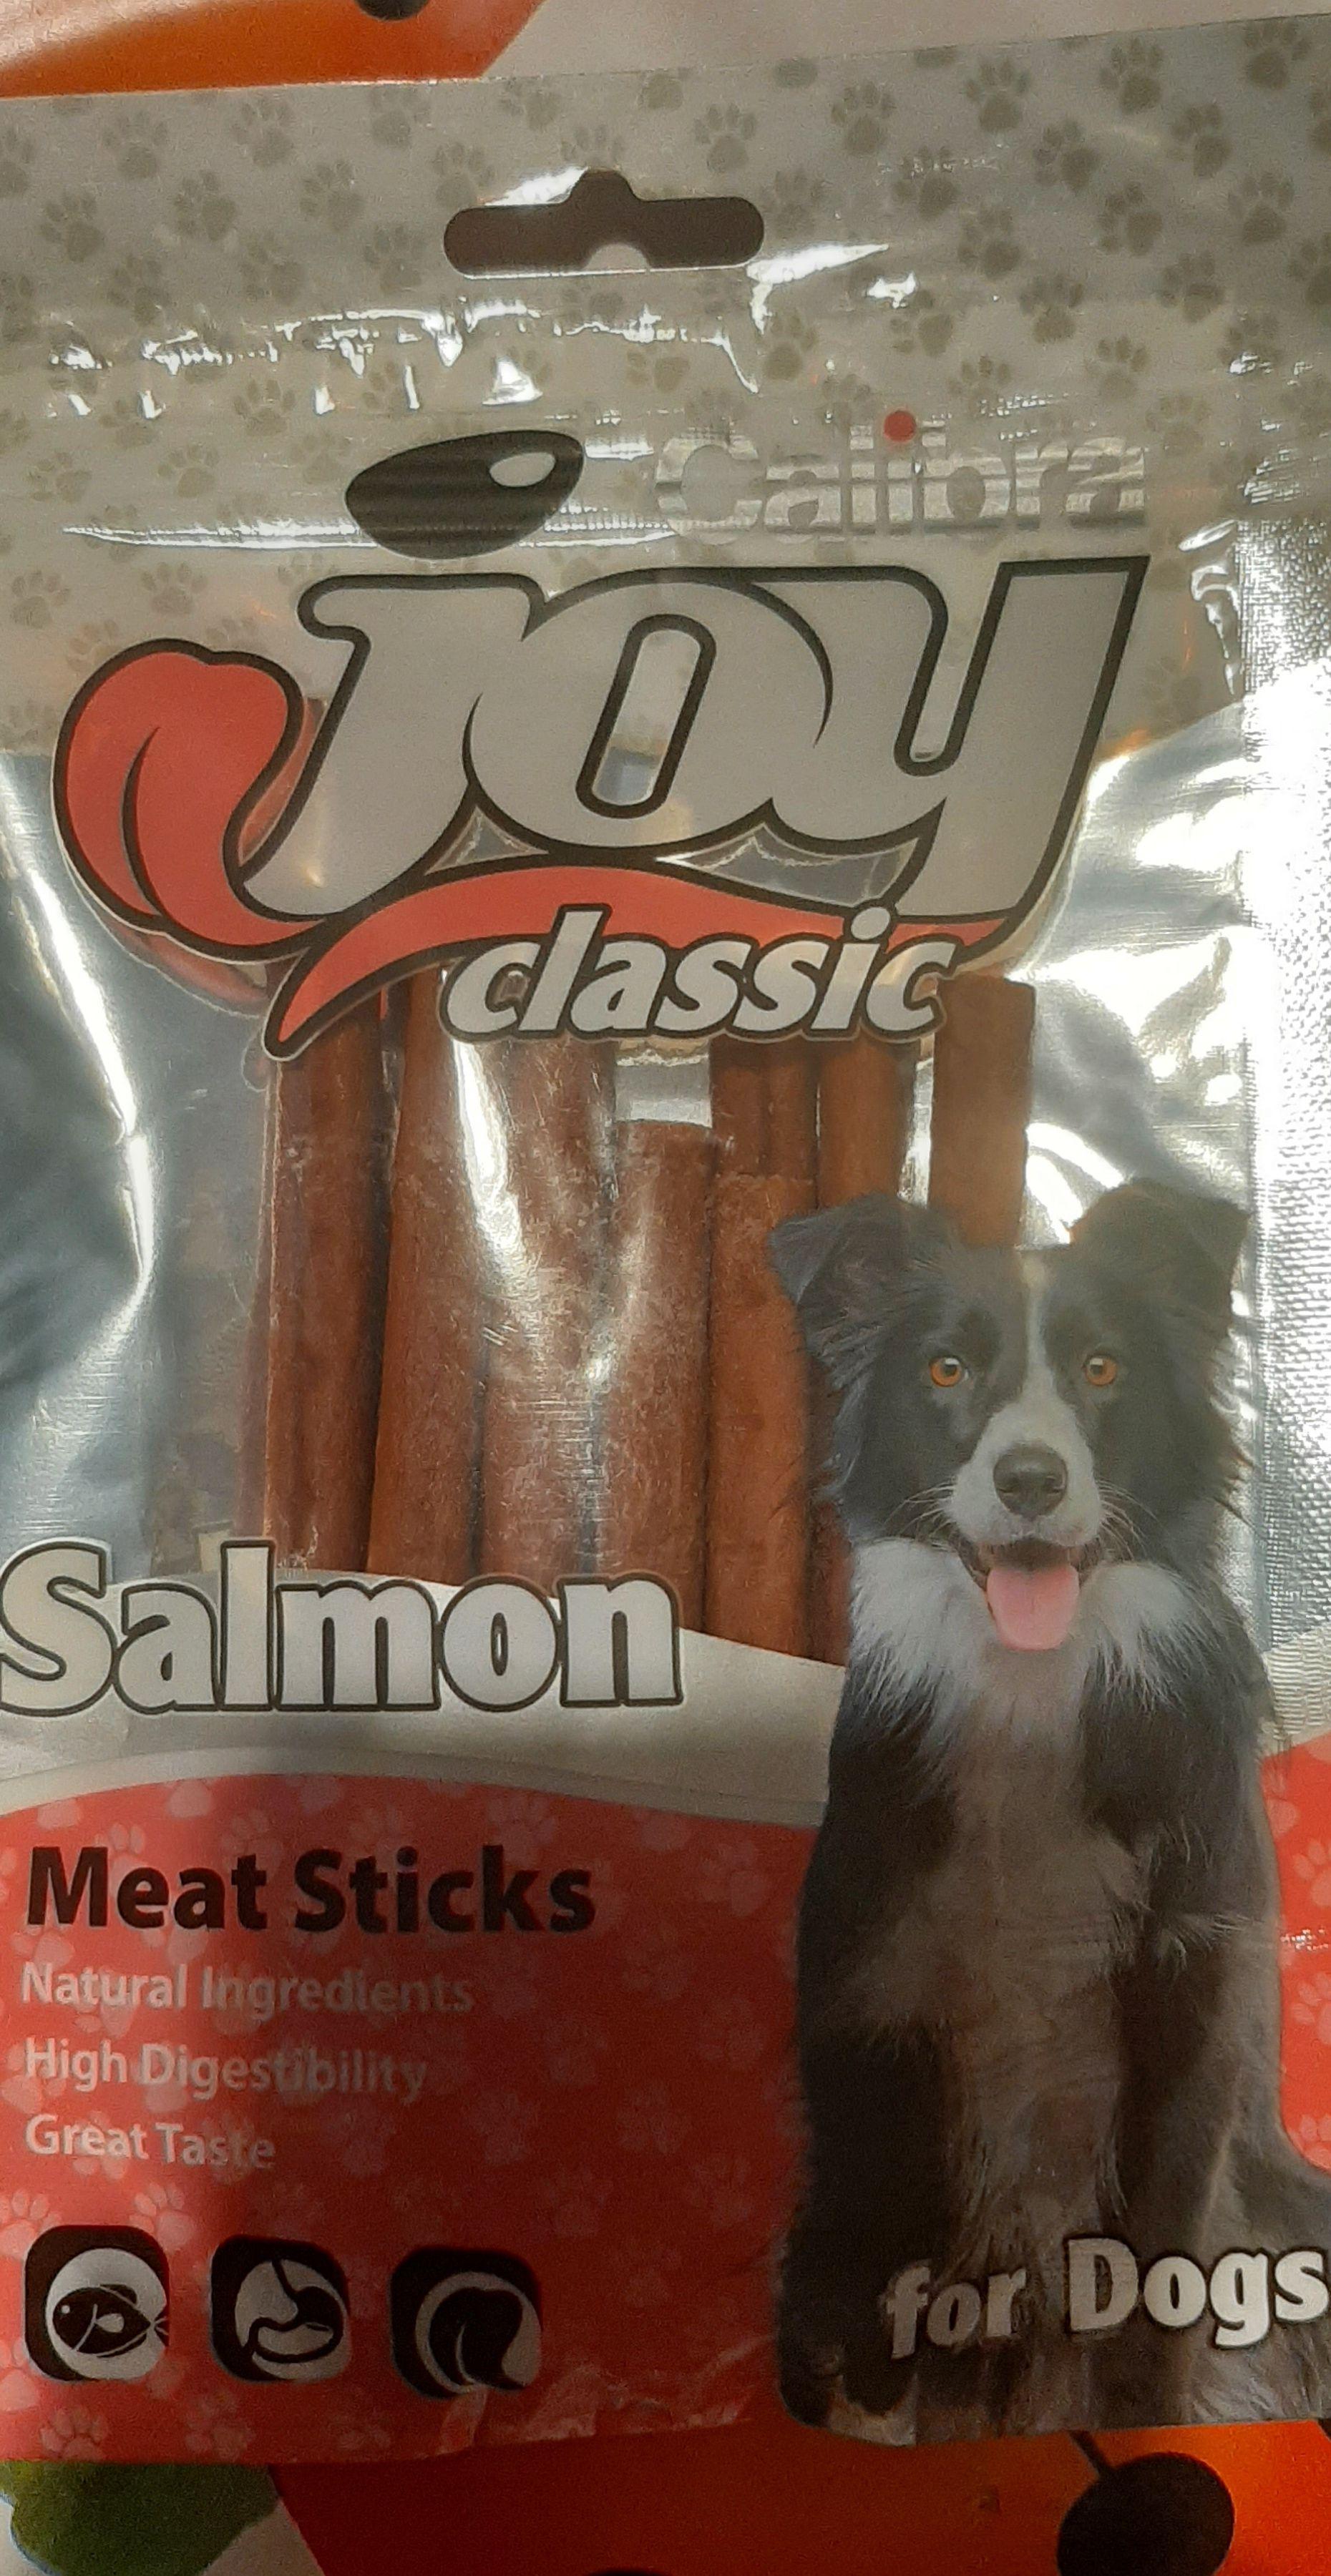 Calibra
joy
classic
Salmon
Meat Sticks
Natural Ingredients
High Digestibility
Great Taste
for Dogs